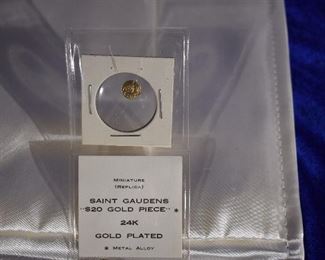 MINIATURE
(REPLICA)
SAINT GAUDENS
"$20 GOLD PIECE" *
24K
GOLD PLATED
* METAL ALLOY